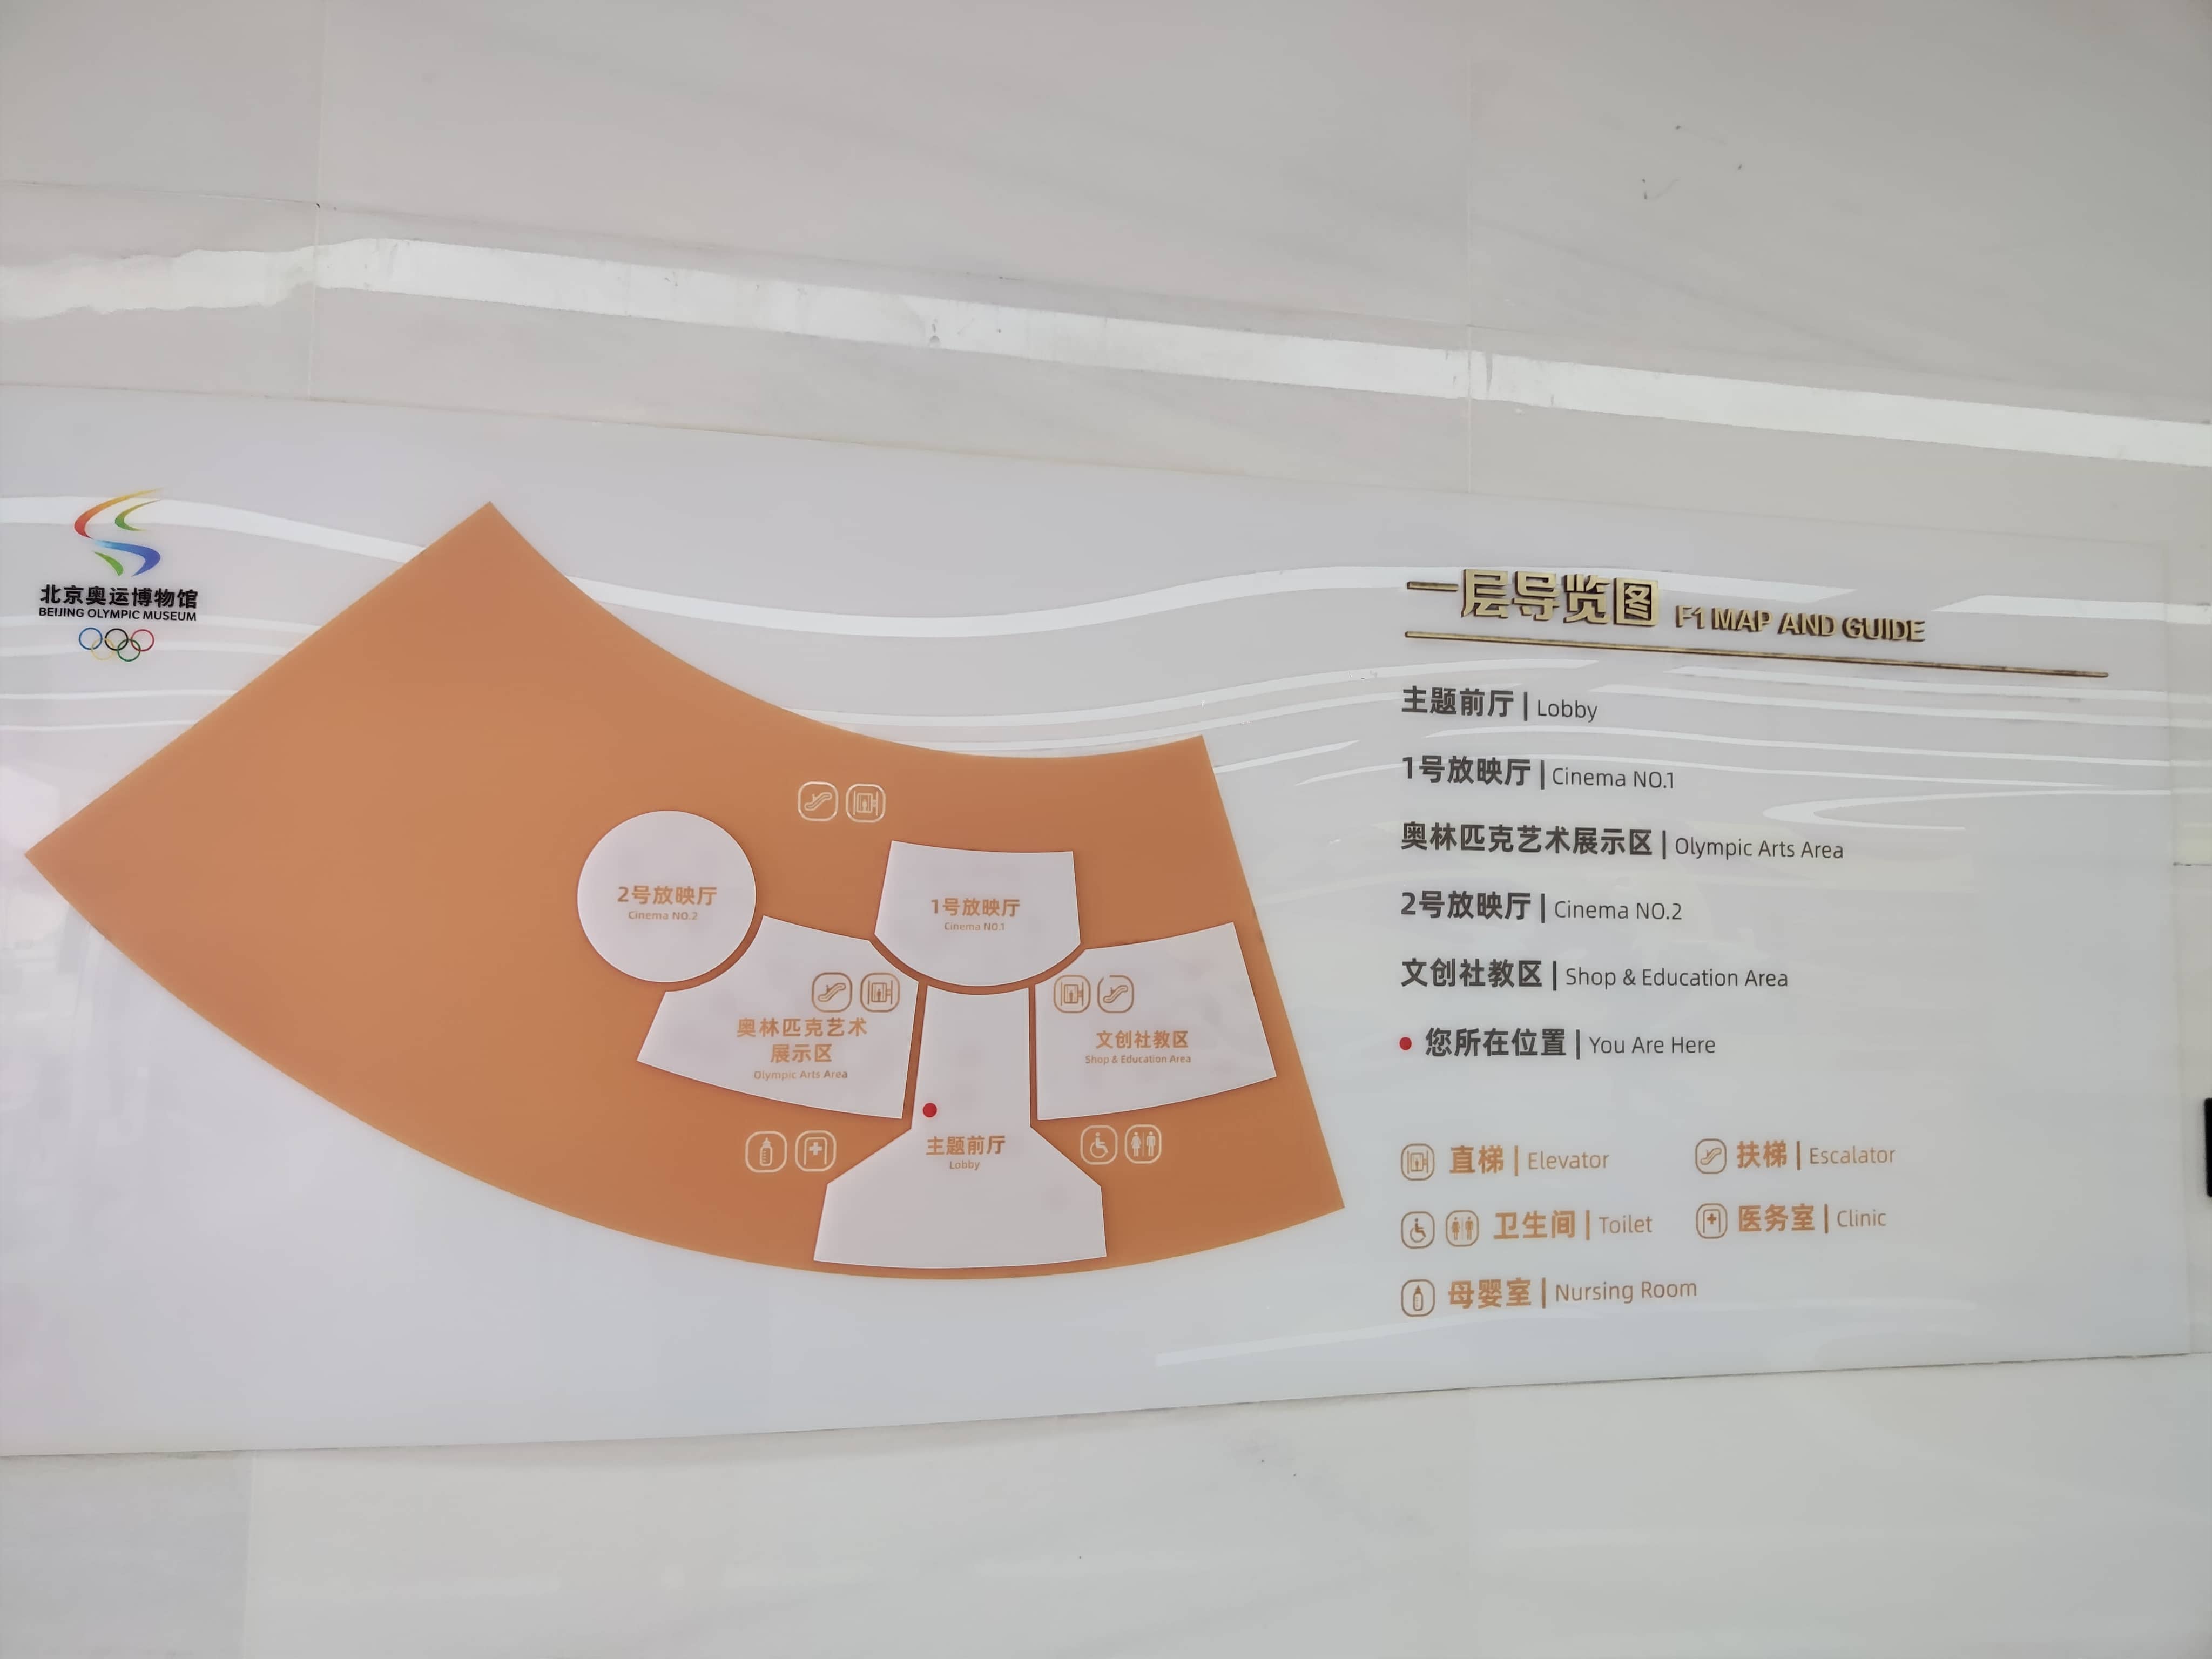 北京奥运博物馆
BEIJING OLYMPIC MUSEUM
一层导览图 F1 MAP AND GUIDE
主题前厅 | Lobby
1号放映厅 | Cinema NO.1
奥林匹克艺术展示区 | Olympic Arts Area
2号放映厅 | Cinema NO.2
文创社教区 | Shop & Education Area
您所在位置 | You Are Here
直梯 | Elevator
扶梯 | Escalator
卫生间 | Toilet
医务室 | Clinic
母婴室 | Nursing Room
2号放映厅
Cinema NO.2
1号放映厅
Cinema NO.1
奥林匹克艺术
展示区
Olympic Arts Area
文创社教区
Shop & Education Area
主题前厅
Lobby